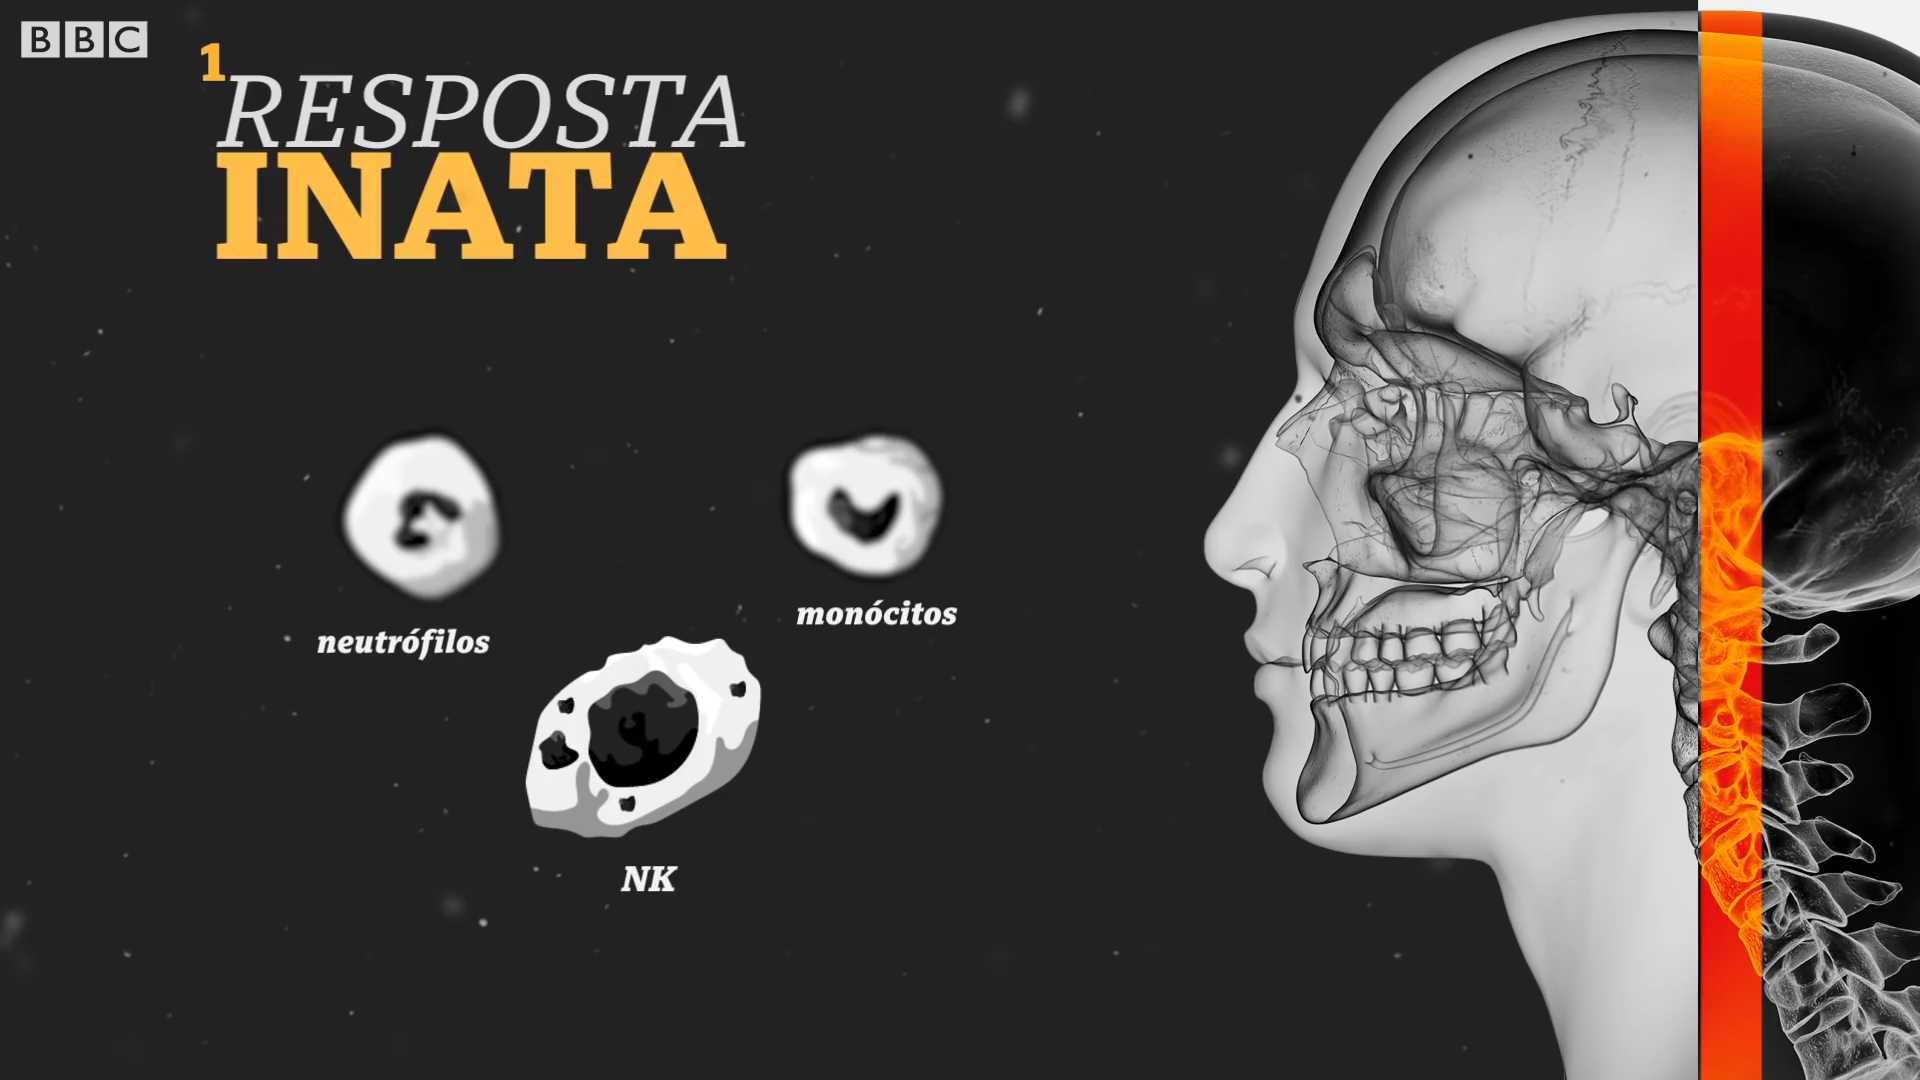 BBC
1
RESPOSTA
INATA
neutrófilos
monócitos
NK